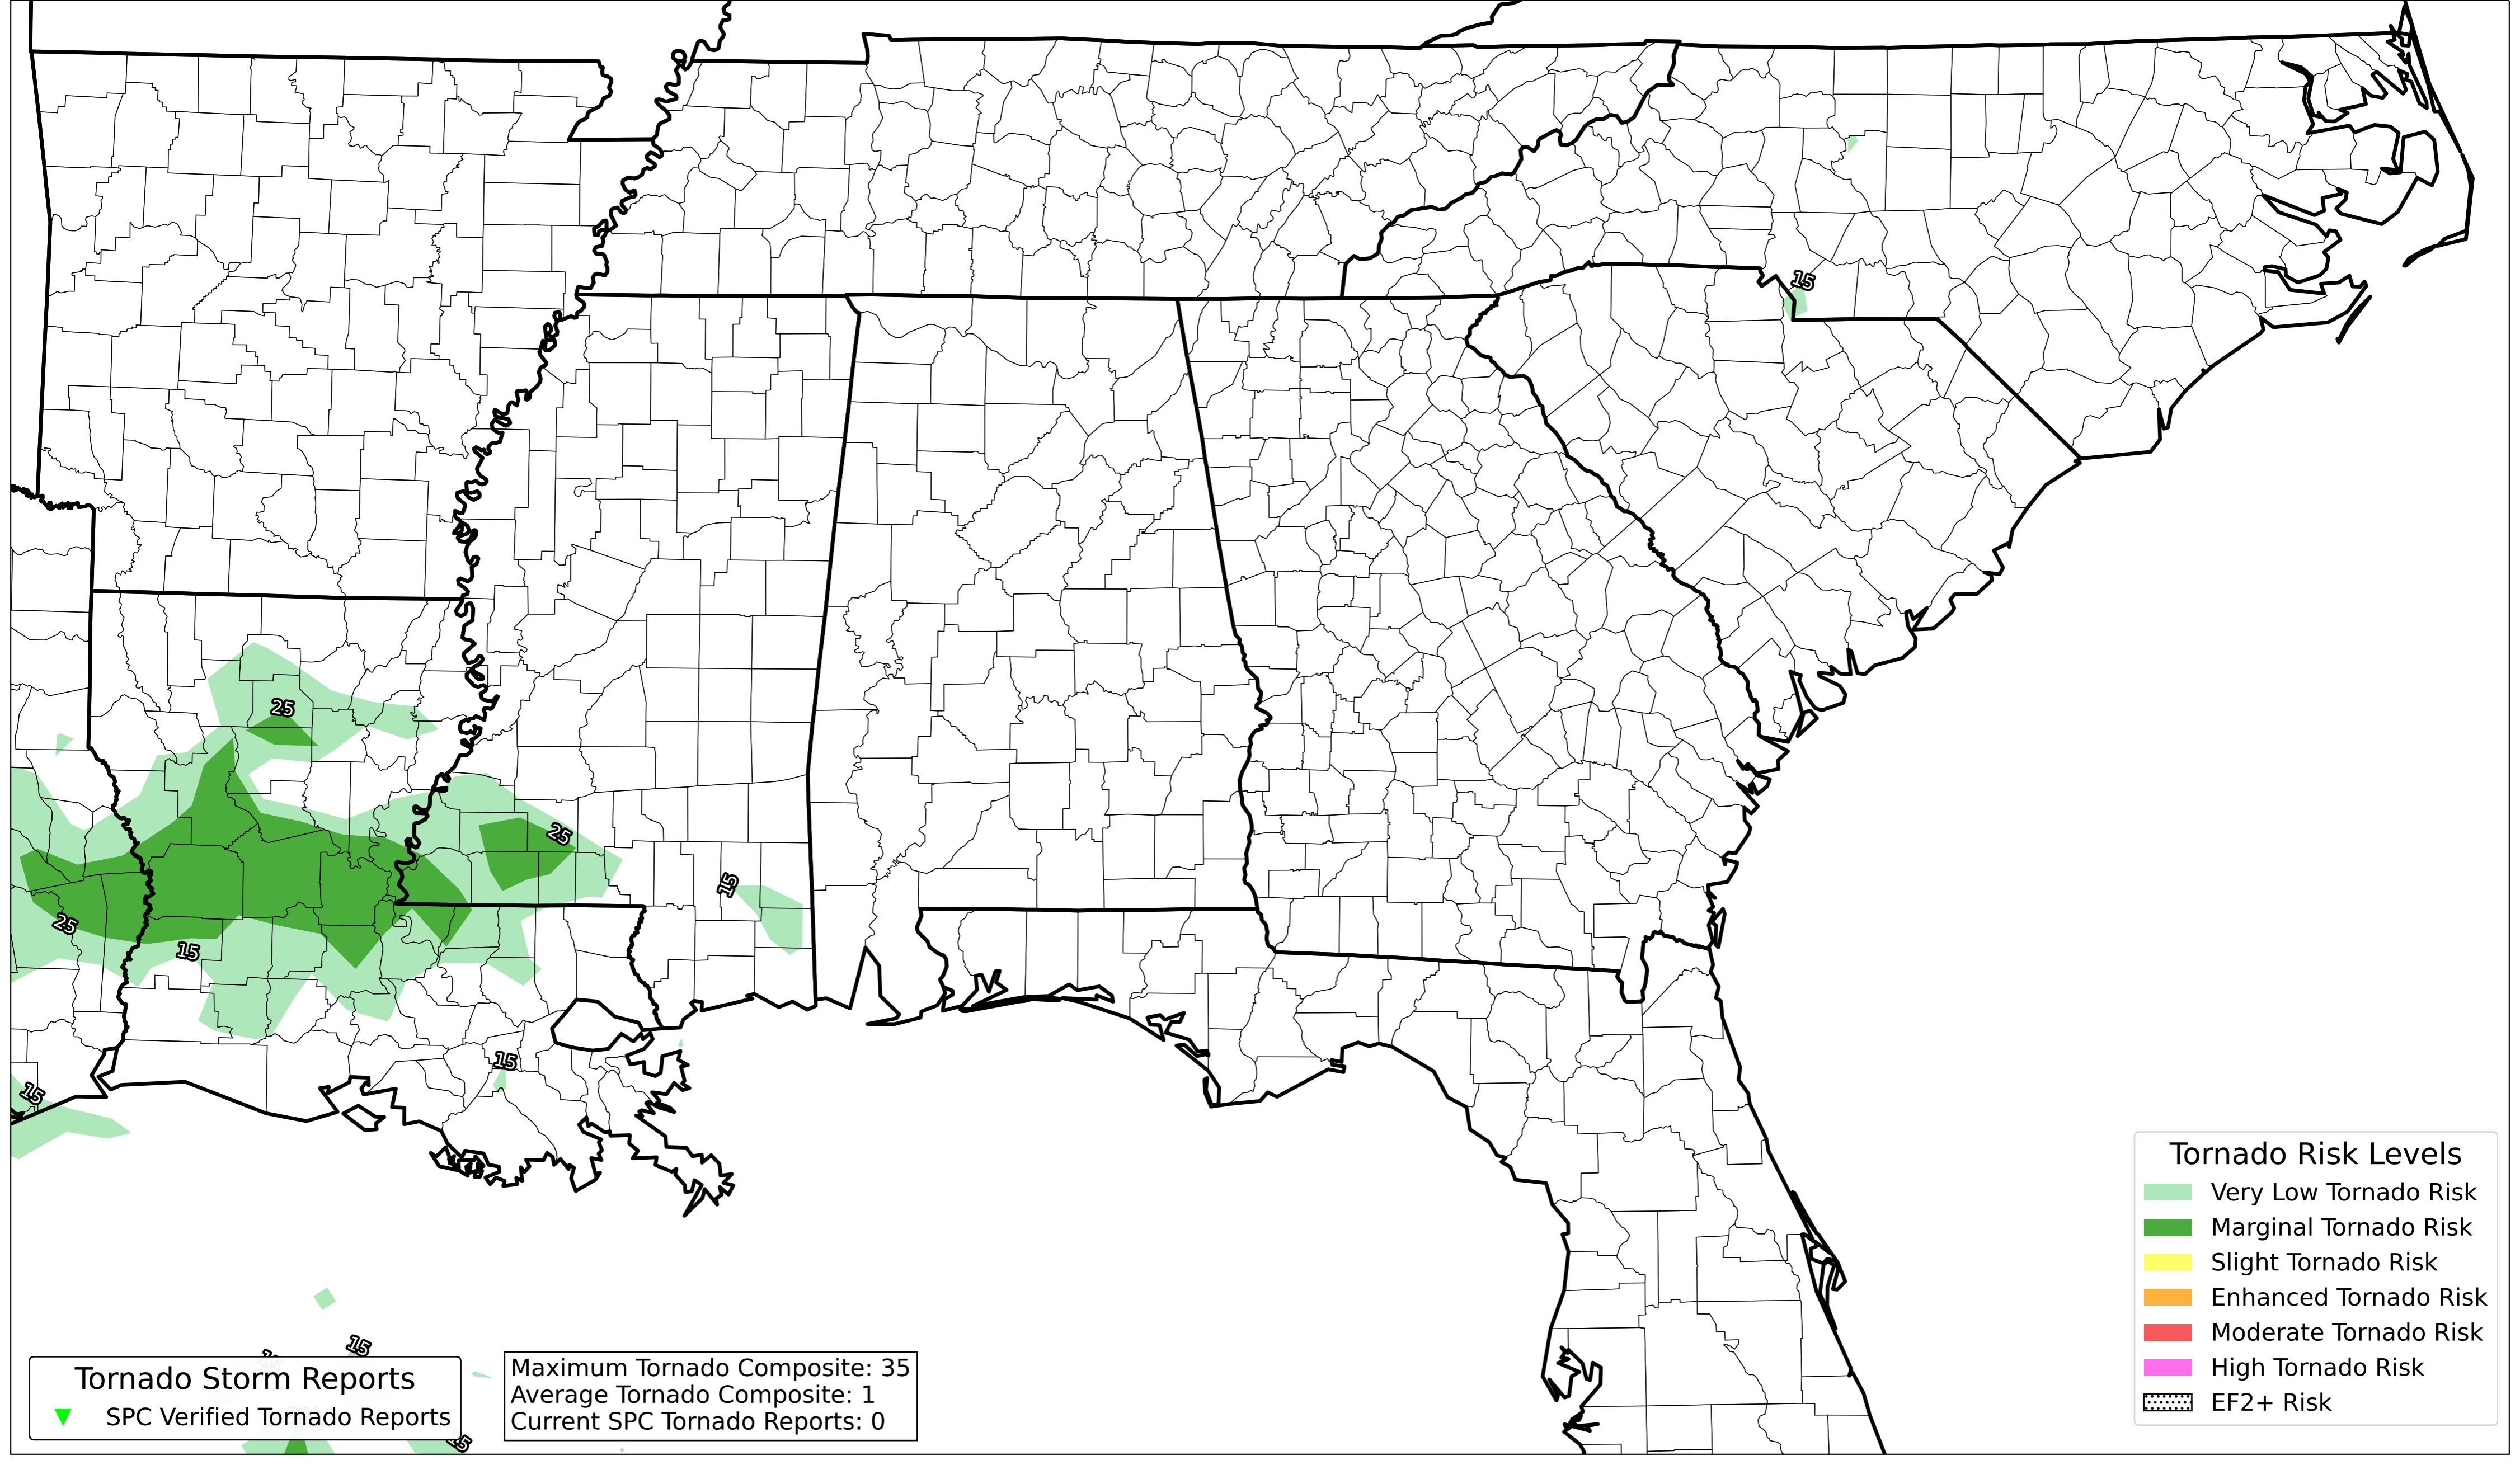 15
25
25
15
25
15
15
15
15
Tornado Risk Levels
Very Low Tornado Risk
Marginal Tornado Risk
Slight Tornado Risk
Enhanced Tornado Risk
Moderate Tornado Risk
High Tornado Risk
EF2+ Risk
Tornado Storm Reports
SPC Verified Tornado Reports
Maximum Tornado Composite: 35
Average Tornado Composite: 1
Current SPC Tornado Reports: 0